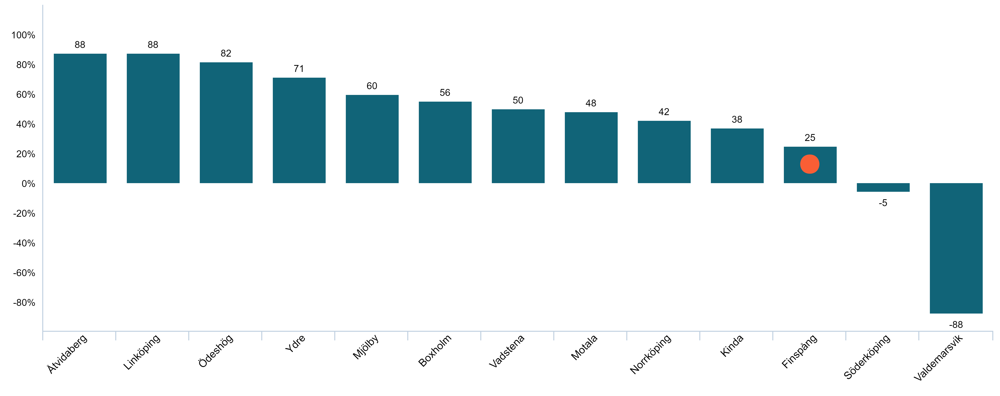 100%
80%
60%
40%
20%
0%
-20%
-40%
-60%
-80%
88
88
82
71
60
56
50
48
42
38
25
-5
-88
Åtvidaberg
Linköping
Ödeshög
Ydre
Mjölby
Boxholm
Vadstena
Motala
Norrköping
Kinda
Finspång
Söderköping
Valdemarsvik